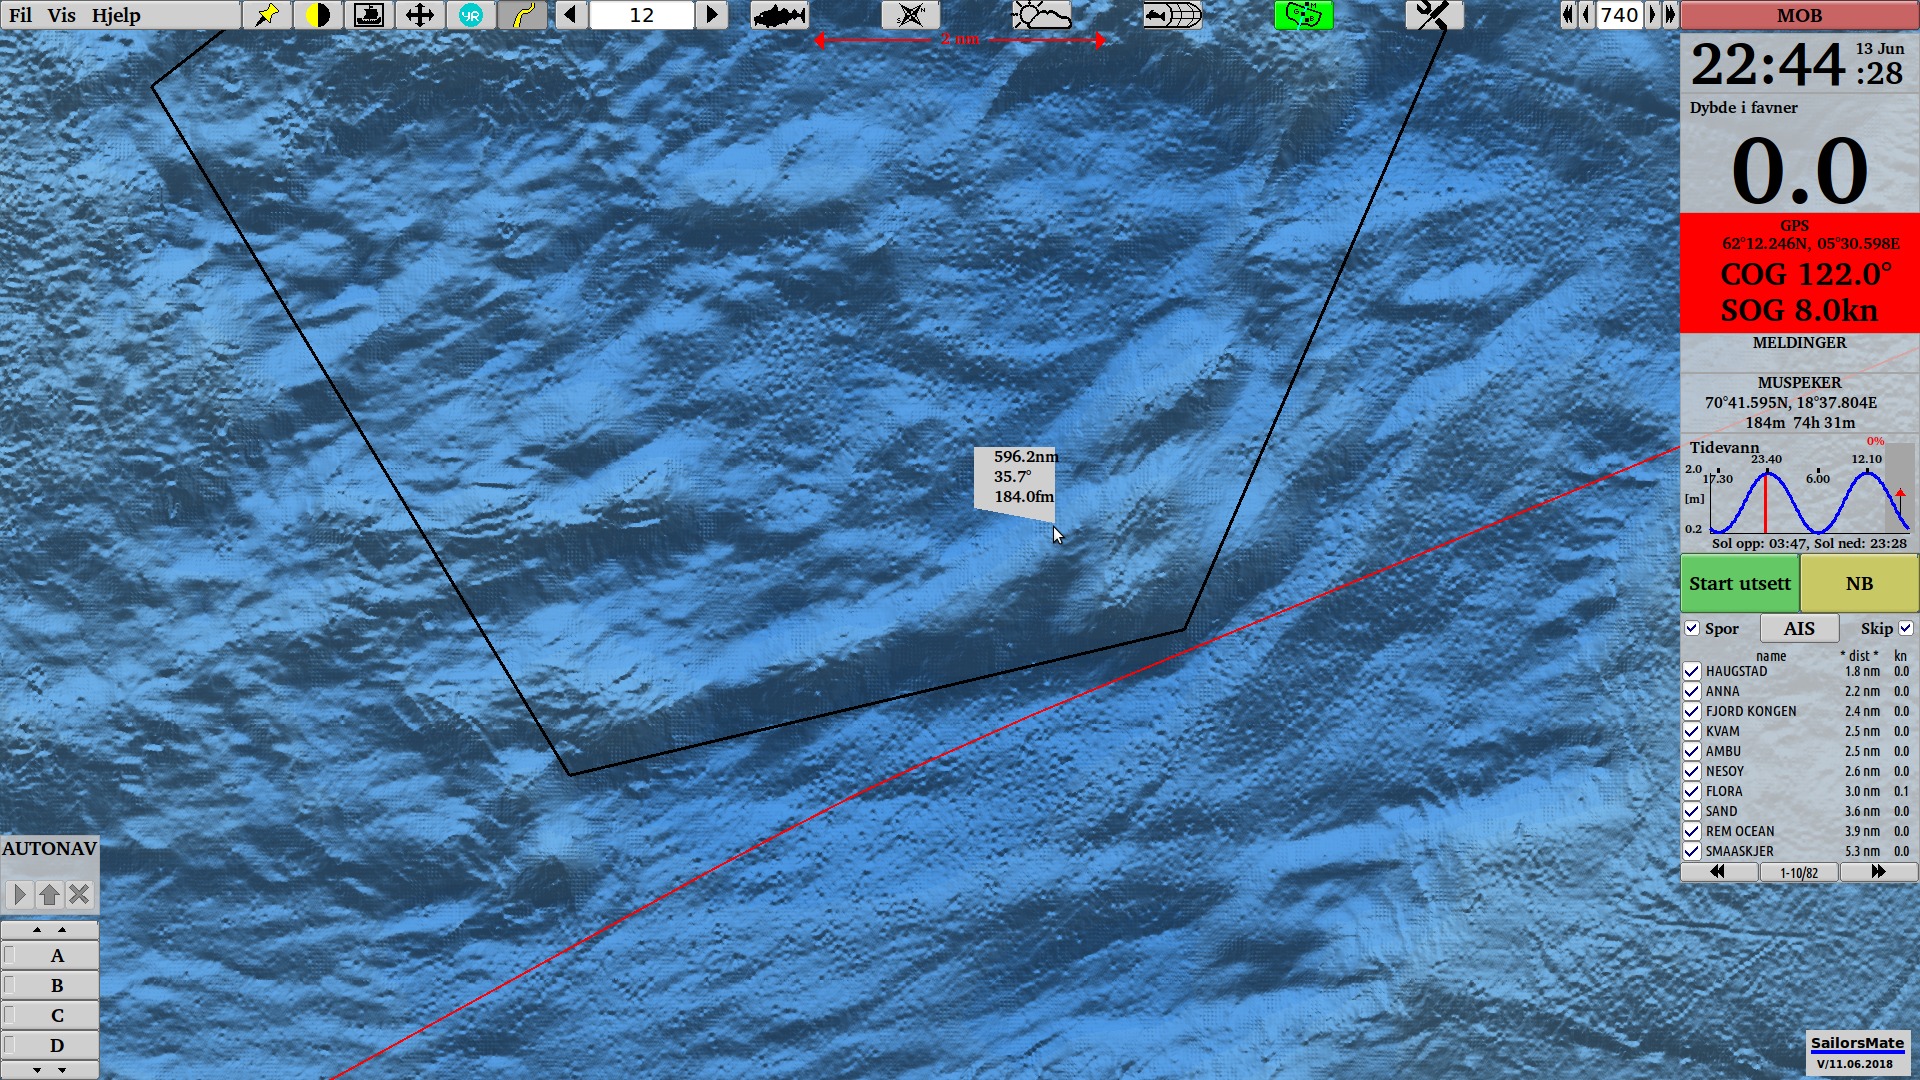 Fil Vis Hjelp
YR
12
740
MOB
2 nm
22:44
13 Jun
:28
Dybde i favner
0.0
GPS
62°12.246N, 05°30.598E
COG 122.0°
SOG 8.0kn
MELDINGER
MUSPEKER
70°41.595N, 18°37.804E
184m 74h 31m
596.2nm
35.7°
184.0fm
Tidevann
0%
23.40
12.10
2.0
17.30
6.00
[m]
0.2
Sol opp: 03:47, Sol ned: 23:28
Start utsett
NB
Spor
AIS
Skip
name * dist * kn
HAUGSTAD 1.8 nm 0.0
ANNA 2.2 nm 0.0
FJORD KONGEN 2.4 nm 0.0
KVAM 2.5 nm 0.0
AMBU 2.5 nm 0.0
NESOY 2.6 nm 0.0
FLORA 3.0 nm 0.1
SAND 3.6 nm 0.0
REM OCEAN 3.9 nm 0.0
SMAASKJER 5.3 nm 0.0
1-10/82
AUTONAV
A
B
C
D
SailorsMate
V/11.06.2018